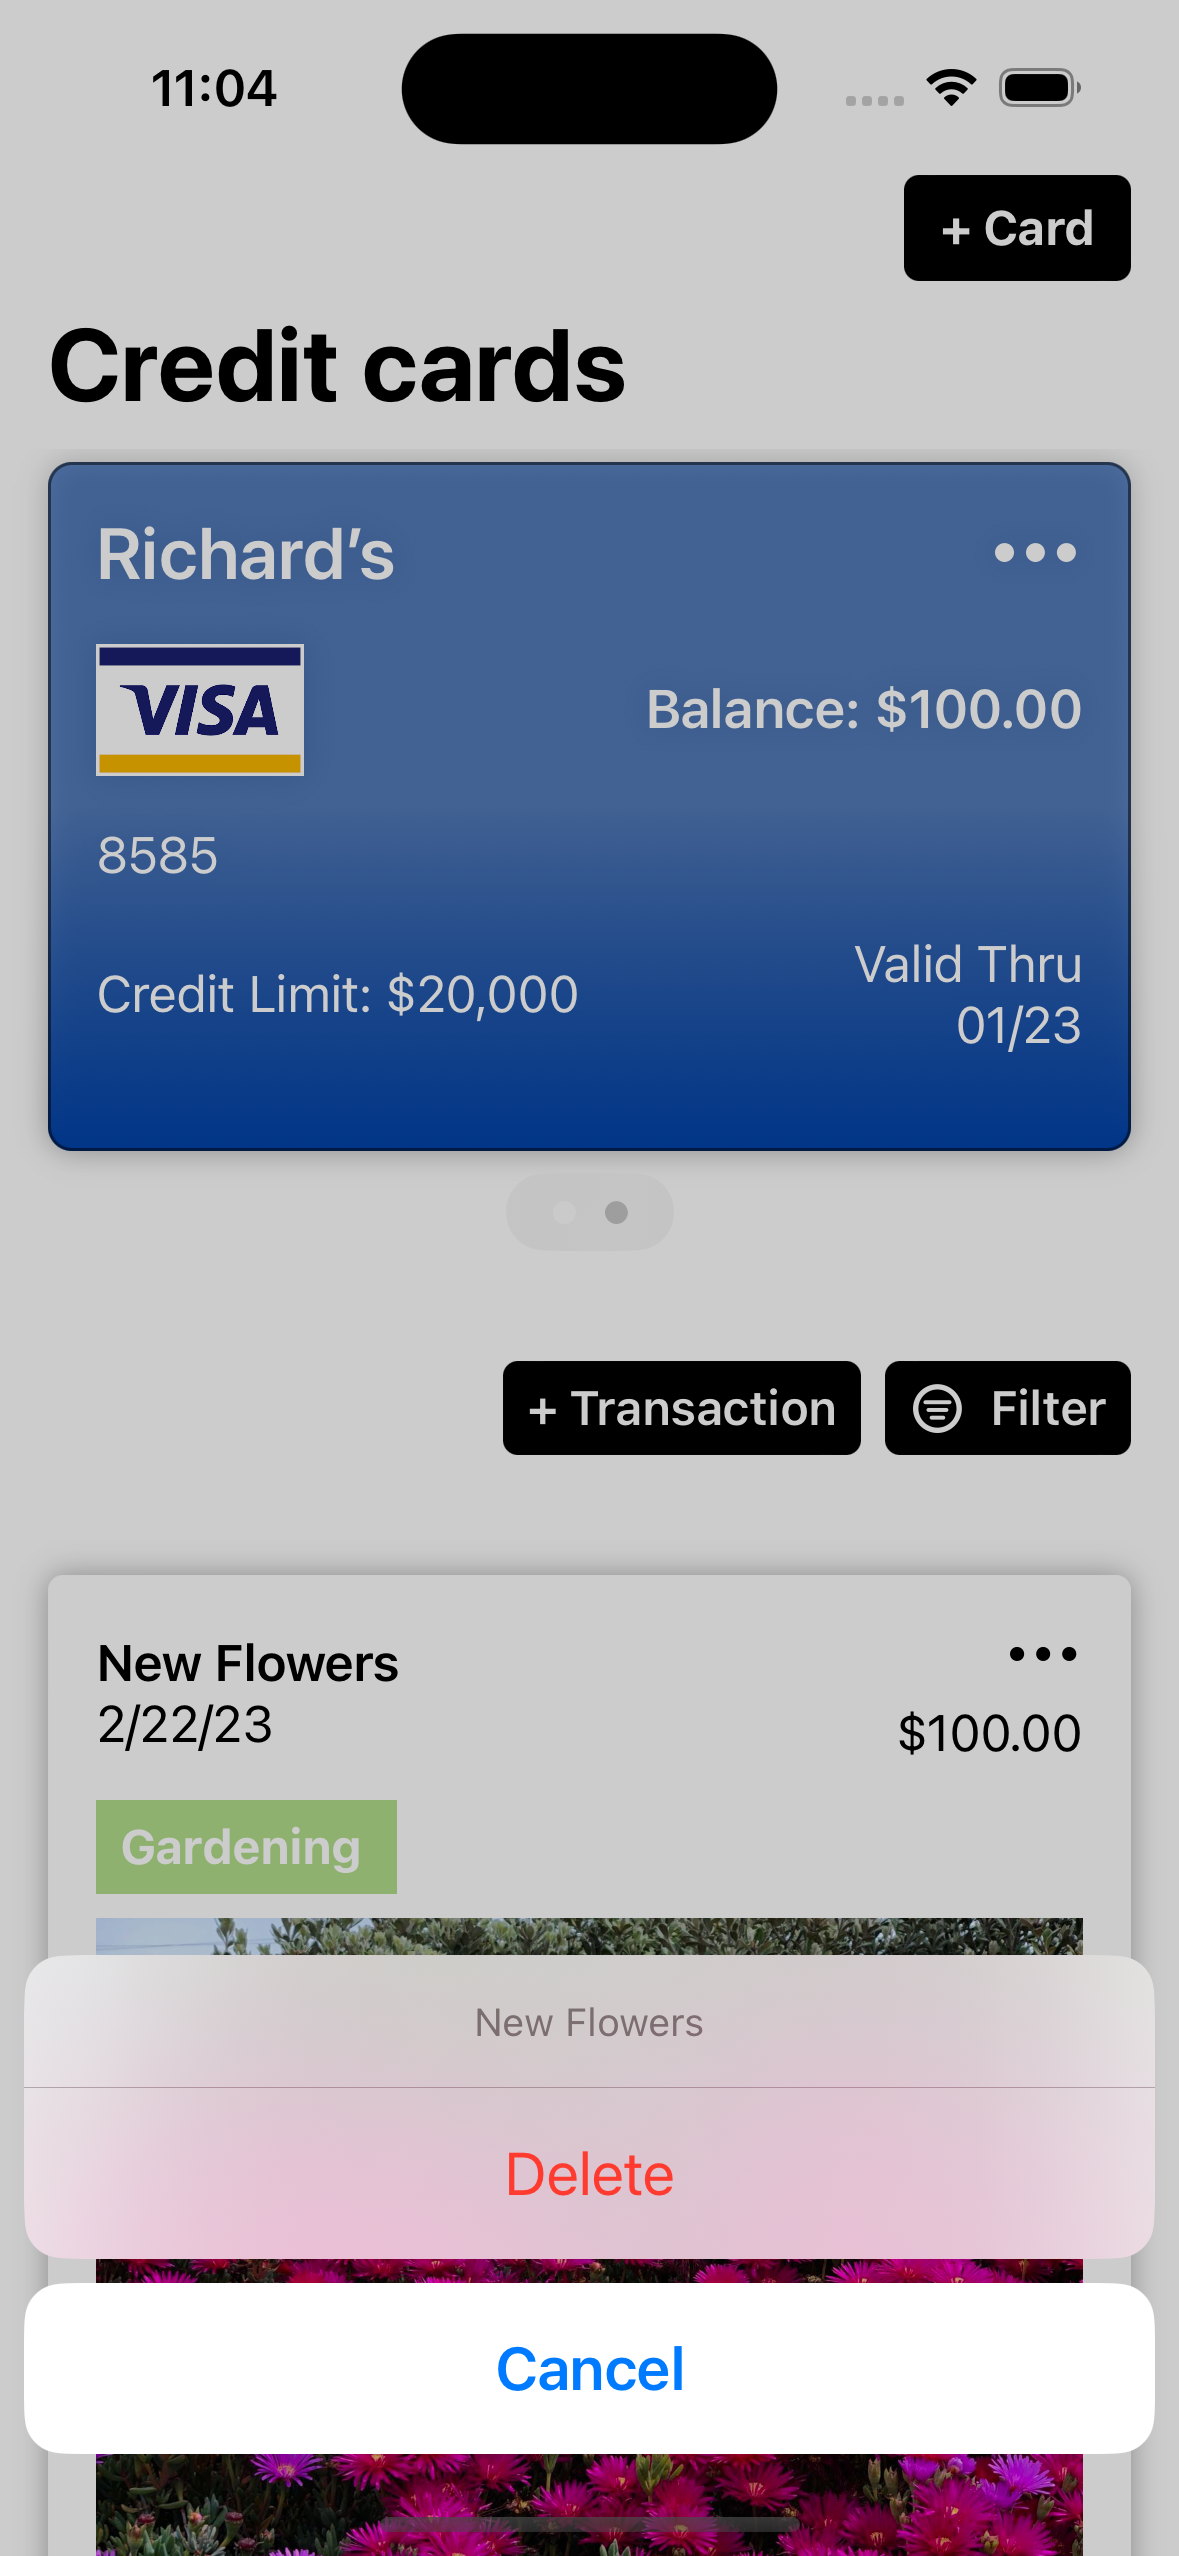 11:04
+ Card
Credit cards
Richard’s
VISA
Balance: $100.00
8585
Credit Limit: $20,000
Valid Thru
01/23
+ Transaction
Filter
New Flowers
2/22/23
$100.00
Gardening
New Flowers
Delete
Cancel